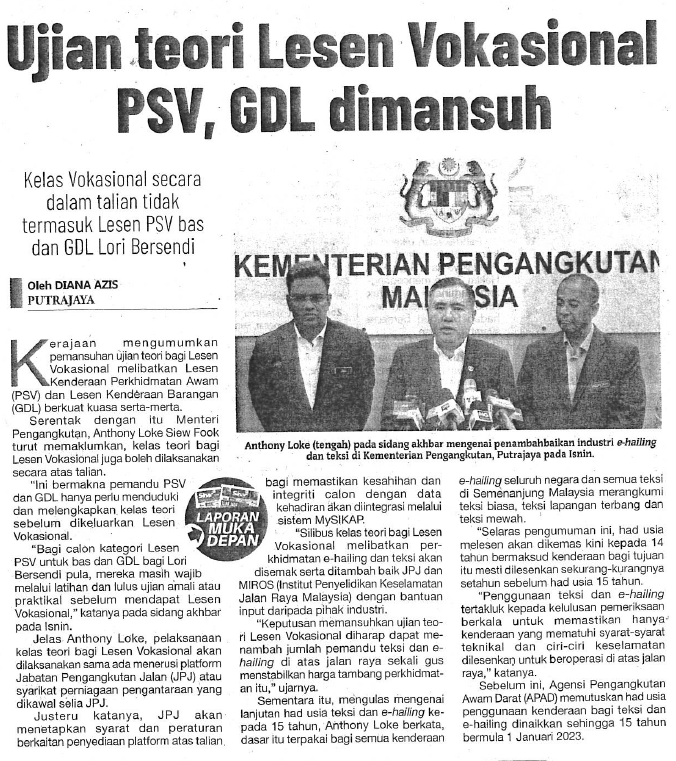 Ujian teori Lesen Vokasional
PSV, GDL dimansuh
Kelas Vokasional secara
dalam talian tidak
termasuk Lesen PSV bas
dan GDL Lori Bersendi
Oleh DIANA AZIS
PUTRAJAYA
KEMENTERIAN PENGANGKUTAN
MALAYSIA
Anthony Loke (tengah) pada sidang akhbar mengenai penambahbaikan industri e-hailing
dan teksi di Kementerian Pengangkutan, Putrajaya pada Isnin.
Kerajaan mengumumkan
pemansuhan ujian teori bagi Lesen
Vokasional melibatkan Lesen
Kenderaan Perkhidmatan Awam
(PSV) dan Lesen Kenderaan Barangan
(GDL) berkuat kuasa serta-merta.
Serentak dengan itu Menteri
Pengangkutan, Anthony Loke Siew Fook
turut memaklumkan, kelas teori bagi
Lesen Vokasional juga boleh dilaksanakan
secara atas talian.
"Ini bermakna pemandu PSV
dan GDL hanya perlu menduduki
dan melengkapkan kelas teori
sebelum dikeluarkan Lesen
Vokasional.
"Bagi calon kategori Lesen
PSV untuk bas dan GDL bagi Lori
Bersendi pula, mereka masih wajib
melalui latihan dan lulus ujian amali atau
praktikal sebelum mendapat Lesen
Vokasional," katanya pada sidang akhbar
pada Isnin.
Jelas Anthony Loke, pelaksanaan
kelas teori bagi Lesen Vokasional akan
dilaksanakan sama ada menerusi platform
Jabatan Pengangkutan Jalan (JPJ) atau
syarikat perniagaan pengantaraan yang
dikawal selia JPJ.
Justeru katanya, JPJ akan
menetapkan syarat dan peraturan
berkaitan penyediaan platform atas talian
LAPORAN
MUKA
DEPAN
bagi memastikan kesahihan dan
integriti calon dengan data
kehadiran akan diintegrasi melalui
sistem MySIKAP.
"Silibus kelas teori bagi Lesen
Vokasional melibatkan per-
khidmatan e-hailing dan teksi akan
disemak serta ditambah baik JPJ dan
MIROS (Institut Penyelidikan Keselamatan
Jalan Raya Malaysia) dengan bantuan
input daripada pihak industri.
"Keputusan memansuhkan ujian teo-
ri Lesen Vokasional diharap dapat me-
nambah jumlah pemandu teksi dan e-
hailing di atas jalan raya sekali gus
menstabilkan harga tambang perkhidmat-
an itu," ujarnya.
Sementara itu, mengulas mengenai
lanjutan had usia teksi dan e-hailing ke-
pada 15 tahun, Anthony Loke berkata,
dasar itu terpakai bagi semua kenderaan
e-hailing seluruh negara dan semua teksi
di Semenanjung Malaysia merangkumi
teksi biasa, teksi lapangan terbang dan
teksi mewah.
"Selaras pengumuman ini, had usia
melesen akan dikemas kini kepada 14
tahun bermaksud kenderaan bagi tujuan
itu mesti dilesenkan sekurang-kurangnya
setahun sebelum had usia 15 tahun.
"Penggunaan teksi dan e-hailing
tertakluk kepada kelulusan pemeriksaan
berkala untuk memastikan hanya
kenderaan yang mematuhi syarat-syarat
teknikal dan ciri-ciri keselamatan
dilesenkan untuk beroperasi di atas jalan
raya," katanya.
Sebelum ini, Agensi Pengangkutan
Awam Darat (APAD) memutuskan had usia
penggunaan kenderaan bagi teksi dan
e-hailing dinaikkan sehingga 15 tahun
bermula 1 Januari 2023.